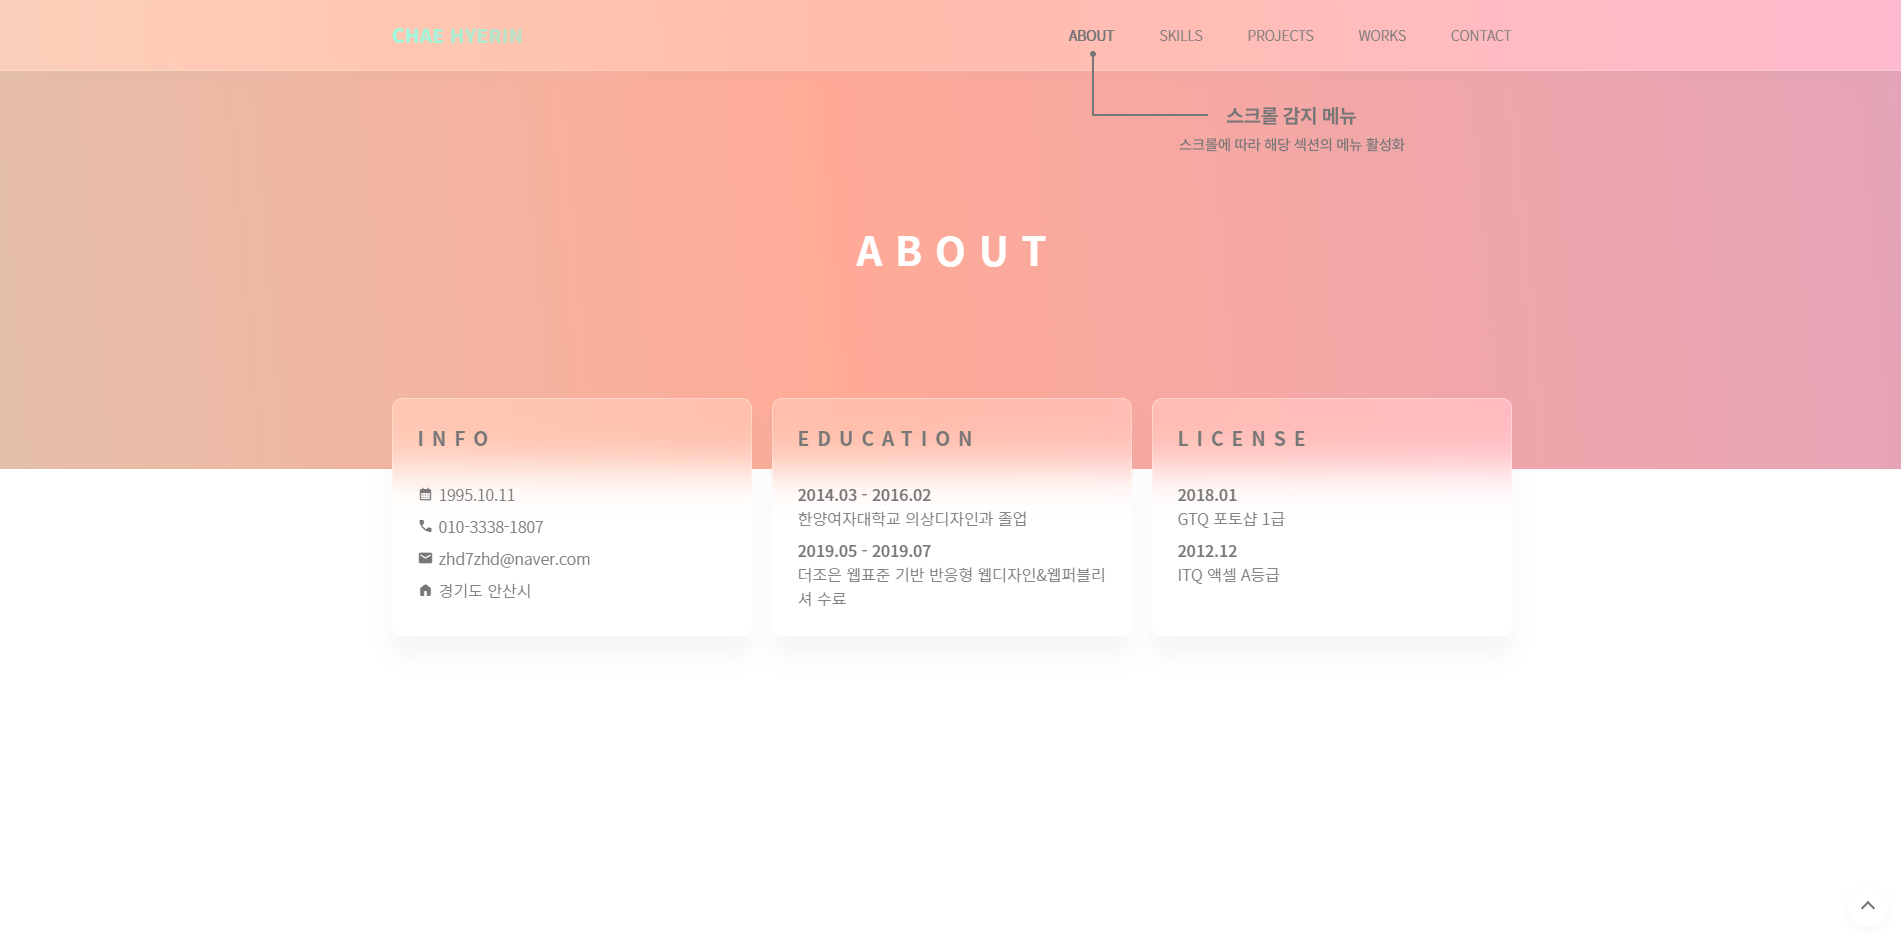 CHAE HYERIN
ABOUT SKILLS PROJECTS WORKS CONTACT
스크롤 감지 메뉴
스크롤에 따라 해당 섹션의 메뉴 활성화
ABOUT
INFO
1995.10.11
010-3338-1807
zhd7zhd@naver.com
경기도 안산시
EDUCATION
2014.03 - 2016.02
한양여자대학교 의상디자인과 졸업
2019.05 - 2019.07
더조은 웹표준 기반 반응형 웹디자인&웹퍼블리
셔 수료
LICENSE
2018.01
GTQ 포토샵 1급
2012.12
ITQ 액셀 A등급